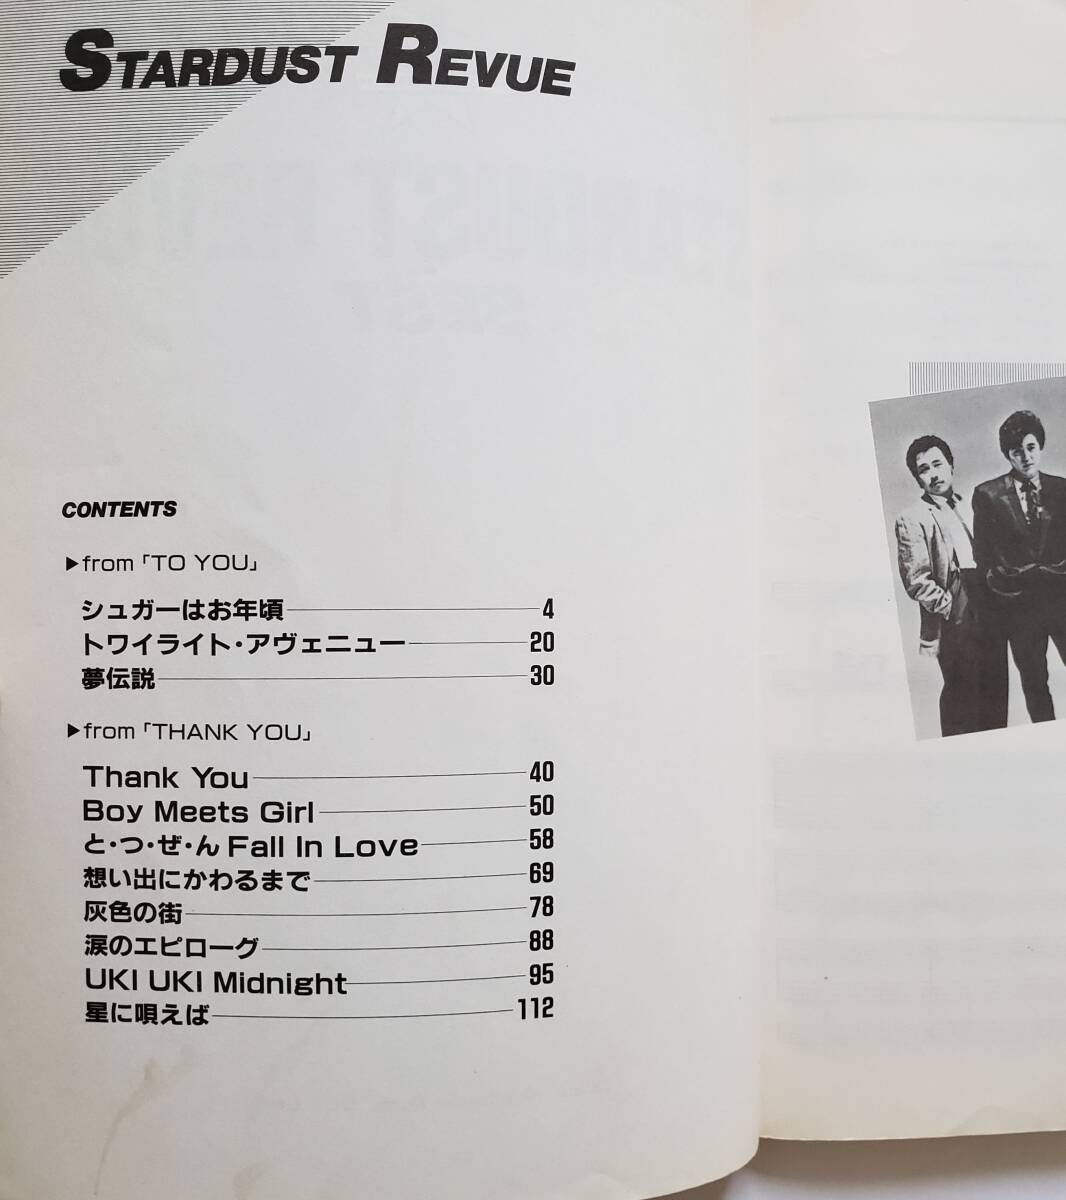 STARDUST REVUE
CONTENTS
▶from「TO YOU」
シュガーはお年頃 4
トワイライト・アヴェニュー 20
夢伝説 30
▶from「THANK YOU」
Thank You 40
Boy Meets Girl 50
と・つ・ぜ・ん Fall In Love 58
想い出にかわるまで 69
灰色の街 78
涙のエピローグ 88
UKI UKI Midnight 95
星に唄えば 112